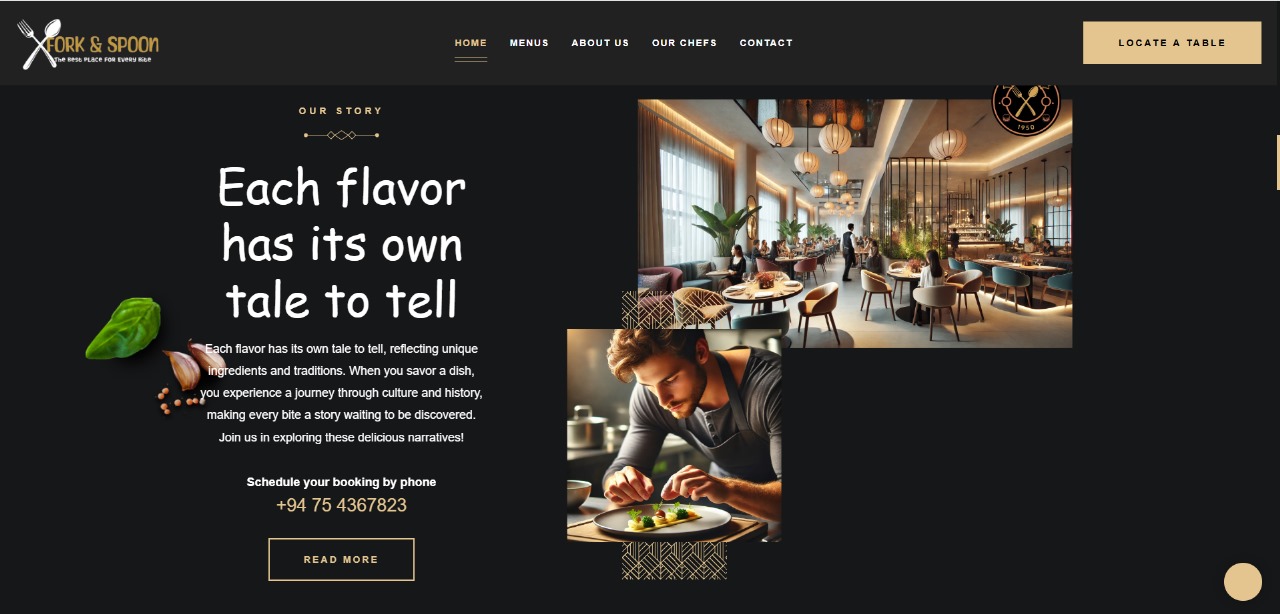 FORK & SPOON
The Best Place For Every Bite
HOME MENUS ABOUT US OUR CHEFS CONTACT
LOCATE A TABLE
OUR STORY
Each flavor
has its own
tale to tell
Each flavor has its own tale to tell, reflecting unique
ingredients and traditions. When you savor a dish,
you experience a journey through culture and history,
making every bite a story waiting to be discovered.
Join us in exploring these delicious narratives!
Schedule your booking by phone
+94 75 4367823
READ MORE
1950